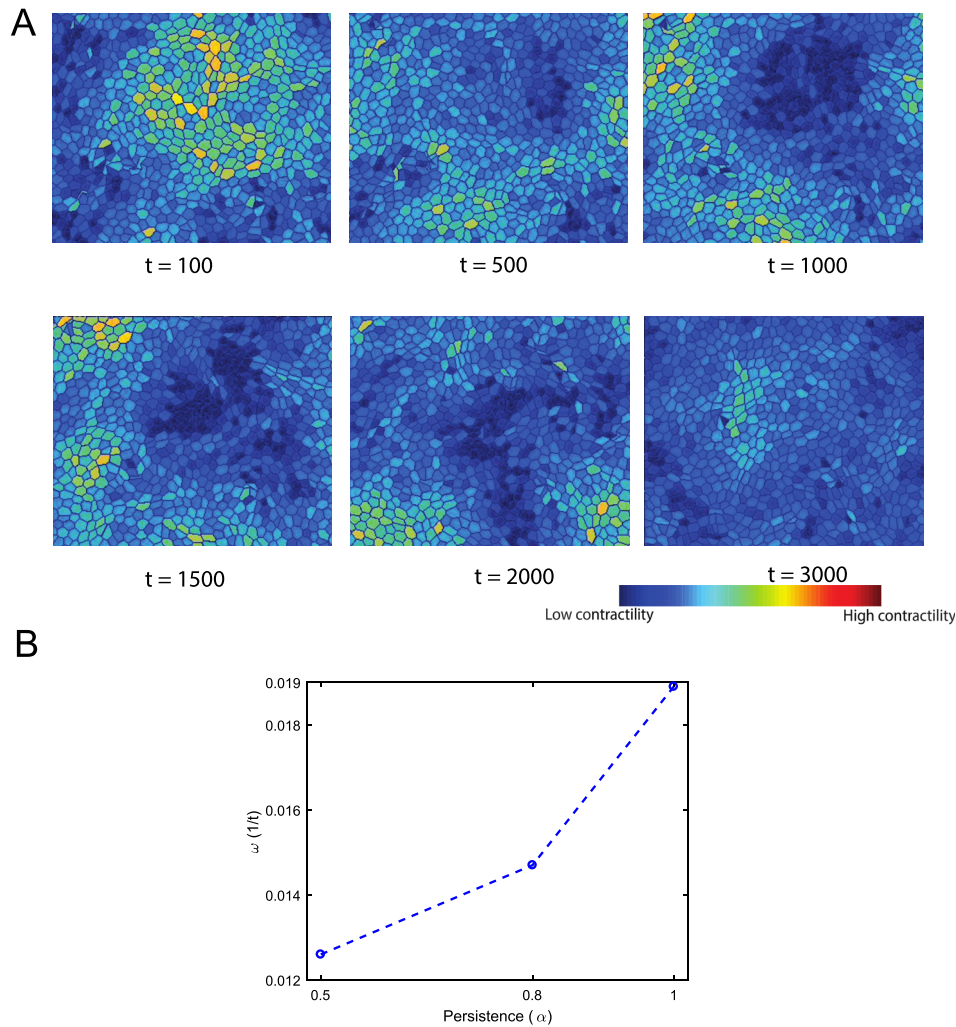 A
t = 100
t = 500
t = 1000
t = 1500
t = 2000
t = 3000
Low contractility
High contractility
B
0.019
0.018
0.016
0.014
0.012
ω (1/t)
0.5
0.8
1
Persistence ( α)